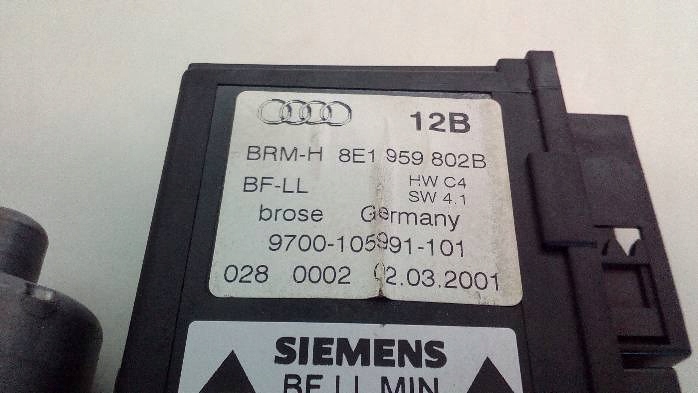 12B
BRM-H 8E1 959 802B
BF-LL HW C4
SW 4.1
brose Germany
9700-105991-101
028 0002 02.03.2001
SIEMENS
BF LL MIN